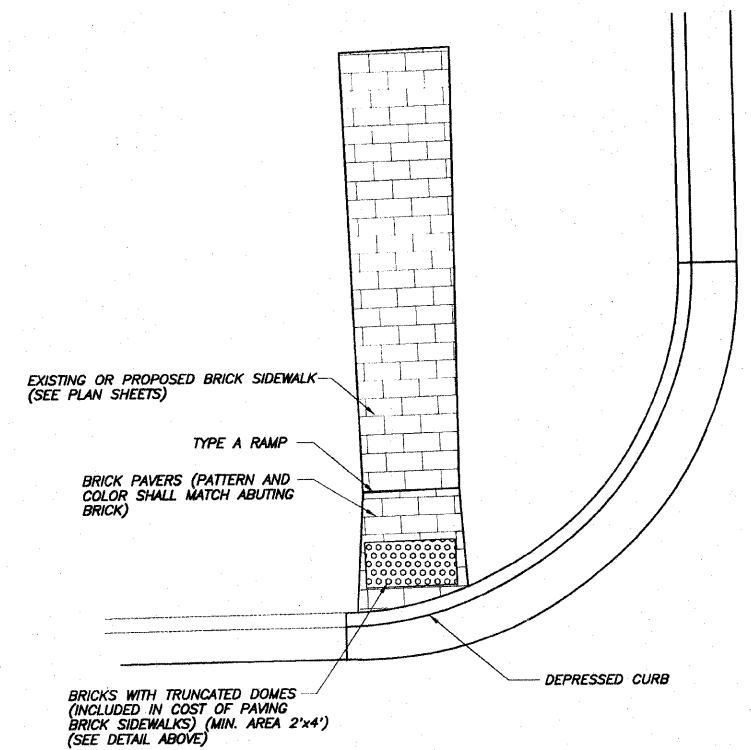 EXISTING OR PROPOSED BRICK SIDEWALK
(SEE PLAN SHEETS)
TYPE A RAMP
BRICK PAVERS (PATTERN AND
COLOR SHALL MATCH ABUTING
BRICK)
DEPRESSED CURB
BRICKS WITH TRUNCATED DOMES
(INCLUDED IN COST OF PAVING
BRICK SIDEWALKS) (MIN. AREA 2'x4')
(SEE DETAIL ABOVE)